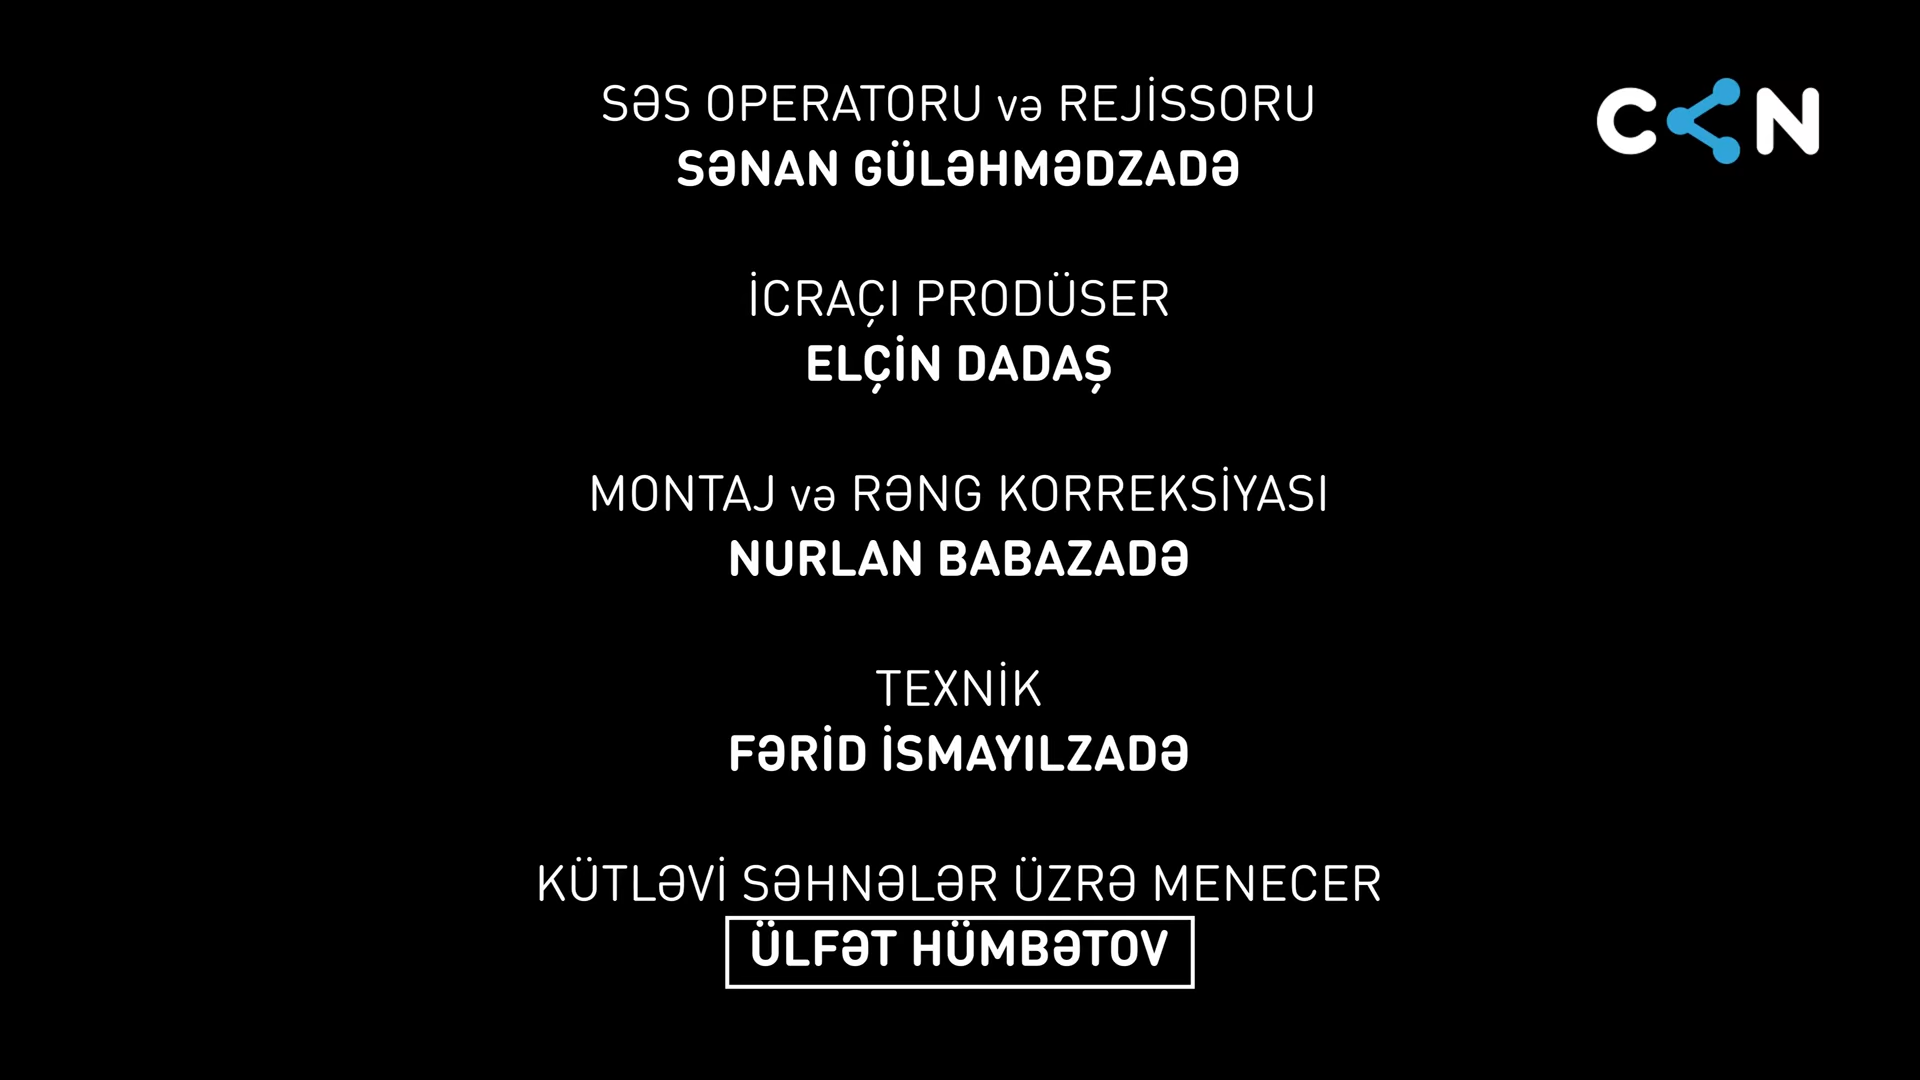 SƏS OPERATORU və REJİSSORU
SƏNAN GÜLƏHMƏDZADƏ
İCRAÇI PRODÜSER
ELÇİN DADAŞ
MONTAJ və RƏNG KORREKSİYASI
NURLAN BABAZADƏ
TEXNİK
FƏRİD İSMAYILZADƏ
KÜTLƏVİ SƏHNƏLƏR ÜZRƏ MENECER
ÜLFƏT HÜMBƏTOV
C N